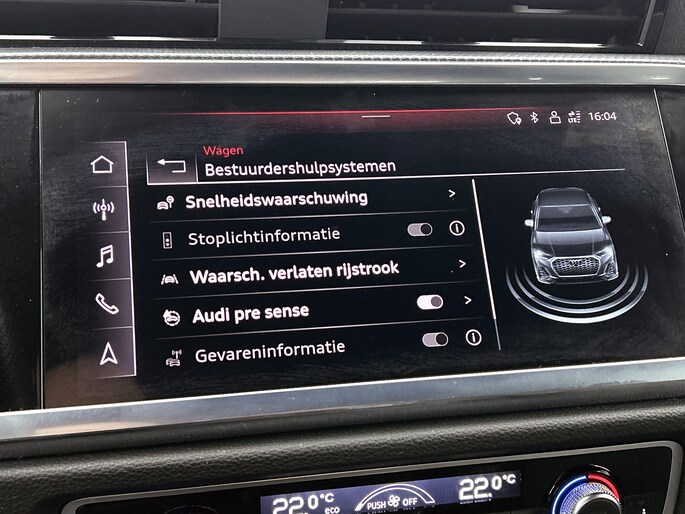 LTE 16:04
Wagen
Bestuurdershulpsystemen
Snelheidswaarschuwing
Stoplichtinformatie
Waarsch. verlaten rijstrook
Audi pre sense
Gevareninformatie
22.0°C eco PUSH OFF 22.0°C